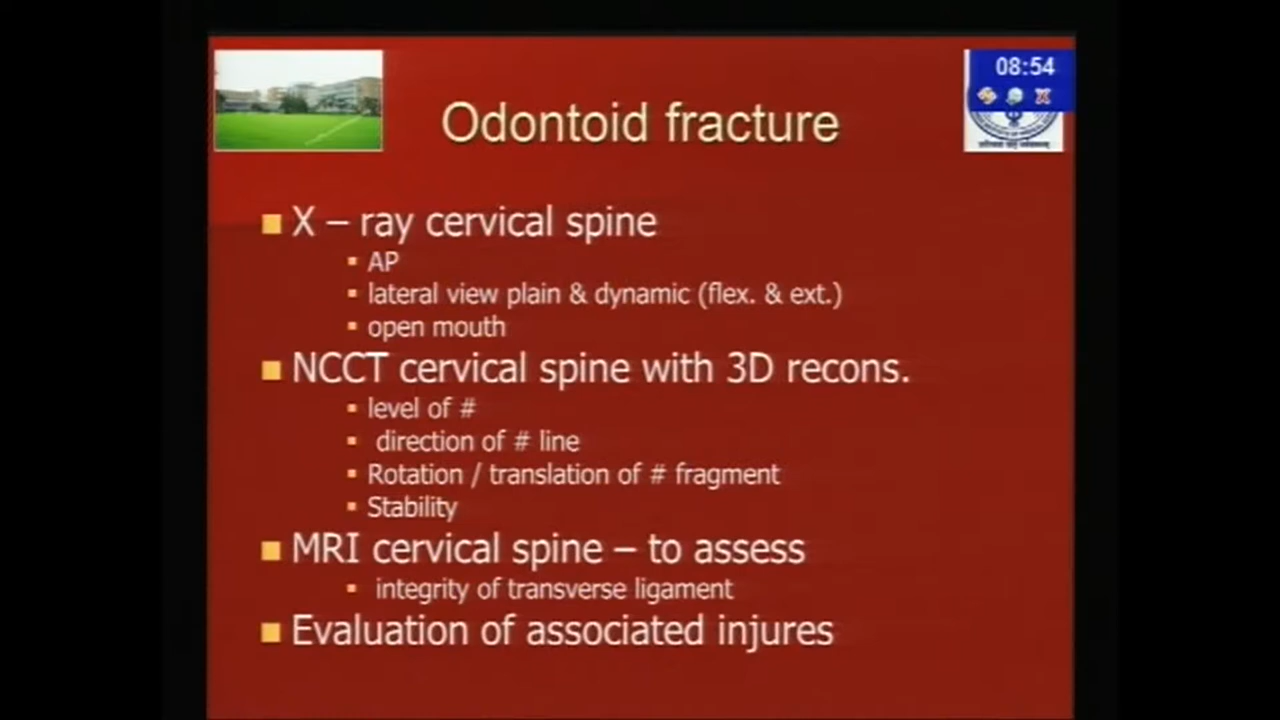 08:54
Odontoid fracture
X – ray cervical spine
AP
lateral view plain & dynamic (flex. & ext.)
open mouth
NCCT cervical spine with 3D recons.
level of #
direction of # line
Rotation / translation of # fragment
Stability
MRI cervical spine – to assess
integrity of transverse ligament
Evaluation of associated injures